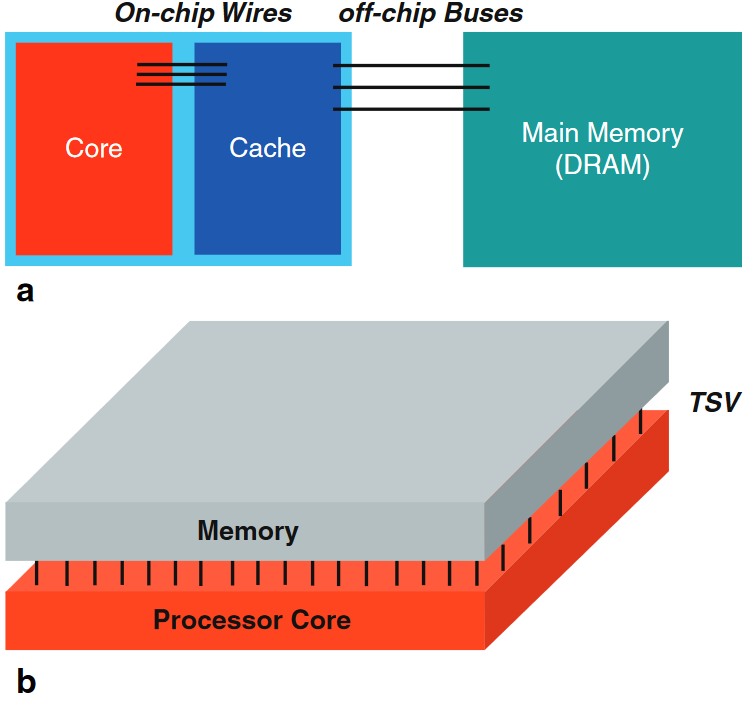 On-chip Wires off-chip Buses
Core
Cache
Main Memory
(DRAM)
a
TSV
Memory
Processor Core
b